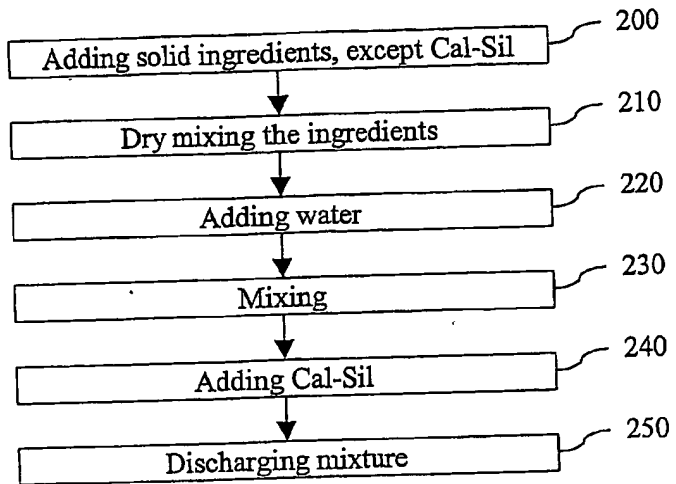 200
Adding solid ingredients, except Cal-Sil
210
Dry mixing the ingredients
220
Adding water
230
Mixing
240
Adding Cal-Sil
250
Discharging mixture